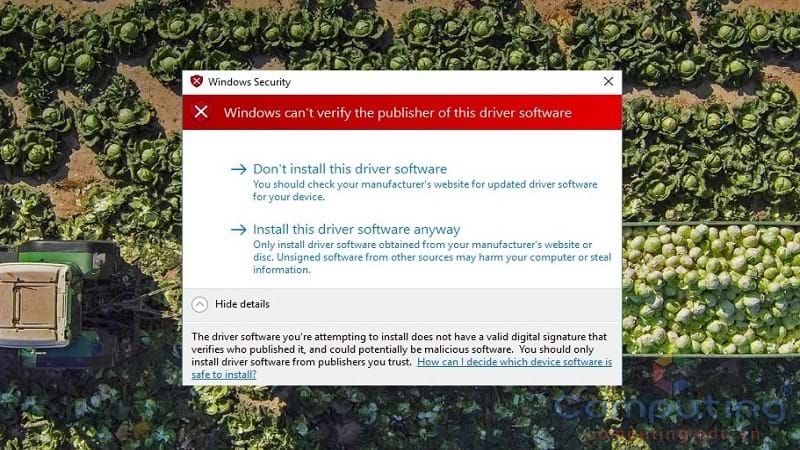 Windows Security
Windows can't verify the publisher of this driver software
Don't install this driver software
You should check your manufacturer's website for updated driver software
for your device.
Install this driver software anyway
Only install driver software obtained from your manufacturer's website or
disc. Unsigned software from other sources may harm your computer or steal
information.
Hide details
The driver software you're attempting to install does not have a valid digital signature that
verifies who published it, and could potentially be malicious software. You should only
install driver software from publishers you trust. How can I decide which device software is
safe to install?
Computing
computing.edu.vn